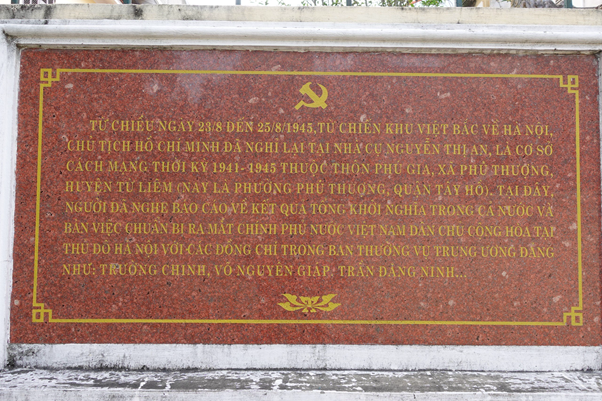 TỪ CHIỀU NGÀY 23/8 ĐẾN 25/8/1945, TỪ CHIẾN KHU VIỆT BẮC VỀ HÀ NỘI,
CHỦ TỊCH HỒ CHÍ MINH ĐÃ NGHỈ LẠI TẠI NHÀ CỤ NGUYỄN THỊ AN, LÀ CƠ SỞ
CÁCH MẠNG THỜI KỲ 1941-1945 THUỘC THÔN PHÚ GIA, XÃ PHÚ THƯỢNG,
HUYỆN TỪ LIÊM (NAY LÀ PHƯỜNG PHÚ THƯỢNG, QUẬN TÂY HỒ). TẠI ĐÂY,
NGƯỜI ĐÃ NGHE BÁO CÁO VỀ KẾT QUẢ TỔNG KHỞI NGHĨA TRONG CẢ NƯỚC VÀ
BÀN VIỆC CHUẨN BỊ RA MẮT CHÍNH PHỦ NƯỚC VIỆT NAM DÂN CHỦ CỘNG HÒA TẠI
THỦ ĐÔ HÀ NỘI VỚI CÁC ĐỒNG CHÍ TRONG BAN THƯỜNG VỤ TRUNG ƯƠNG ĐẢNG
NHƯ: TRƯỜNG CHINH, VÕ NGUYÊN GIÁP, TRẦN ĐĂNG NINH...